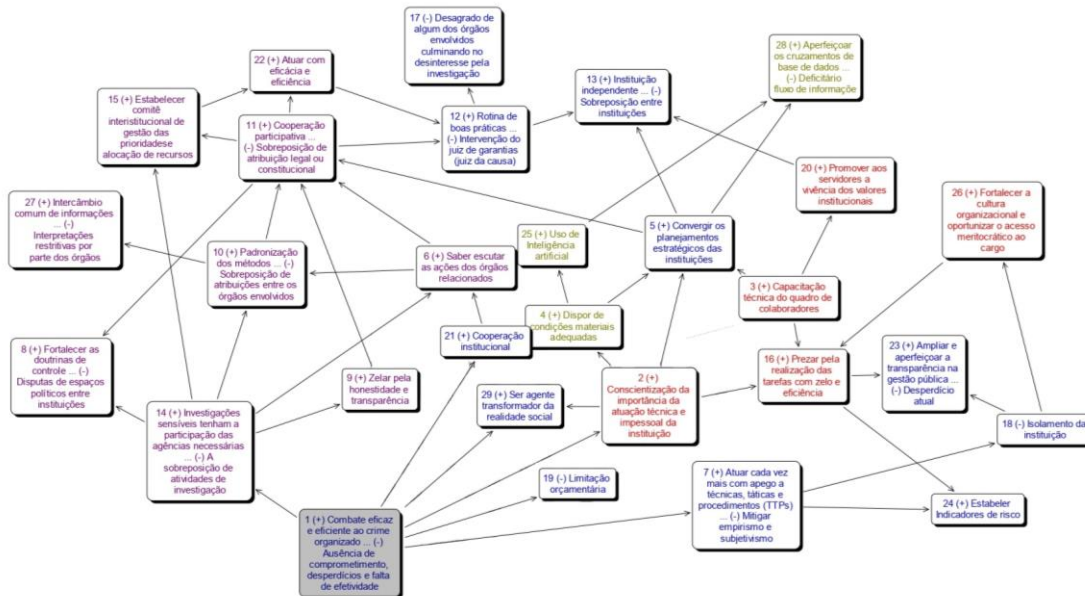 17 (-) Desagrado de
algum dos órgãos
envolvidos
culminando no
desinteresse pela
investigação
28 (+) Aperfeiçoar
os cruzamentos de
base de dados ...
(-) Deficitário
fluxo de informaçõe
22 (+) Atuar com
eficácia e
eficiência
13 (+) Instituição
independente ... (-)
Sobreposição entre
instituições
15 (+) Estabelecer
comitê
interistitucional de
gestão das
prioridadese
alocação de recursos
12 (+) Rotina de
boas práticas ...
(-) Intervenção do
juiz de garantias
(juiz da causa)
11 (+) Cooperação
participativa ...
(-) Sobreposição de
atribuição legal ou
constitucional
20 (+) Promover aos
servidores a
vivência dos valores
institucionais
26 (+) Fortalecer a
cultura
organizacional e
oportunizar o acesso
meritocrático ao
cargo
27 (+) Intercâmbio
comum de informações
... (-)
Interpretações
restritivas por
parte dos órgãos
25 (+) Uso de
Inteligência
artificial
5 (+) Convergir os
planejamentos
estratégicos das
instituições
10 (+) Padronização
dos métodos ... (-)
Sobreposição de
atribuições entre os
órgãos envolvidos
6 (+) Saber escutar
as ações dos órgãos
relacionados
3 (+) Capacitação
técnica do quadro de
colaboradores
4 (+) Dispor de
condições materiais
adequadas
21 (+) Cooperação
institucional
8 (+) Fortalecer as
doutrinas de
controle ... (-)
Disputas de espaços
políticos entre
instituições
23 (+) Ampliar e
aperfeiçoar a
transparência na
gestão pública ...
(-) Desperdício
atual
16 (+) Prezar pela
realização das
tarefas com zelo e
eficiência
9 (+) Zelar pela
honestidade e
transparência
2 (+)
Conscientização da
importância da
atuação técnica e
impessoal da
instituição
29 (+) Ser agente
transformador da
realidade social
14 (+) Investigações
sensíveis tenham a
participação das
agências necessárias
... (-) A
sobreposição de
atividades de
investigação
18 (-) Isolamento da
instituição
19 (-) Limitação
orçamentária
7 (+) Atuar cada vez
mais com apego a
técnicas, táticas e
procedimentos (TTPs)
... (-) Mitigar
empirismo e
subjetivismo
24 (+) Estabeler
Indicadores de risco
1 (+) Combate eficaz
e eficiente ao crime
organizado ... (-)
Ausência de
comprometimento,
desperdícios e falta
de efetividade